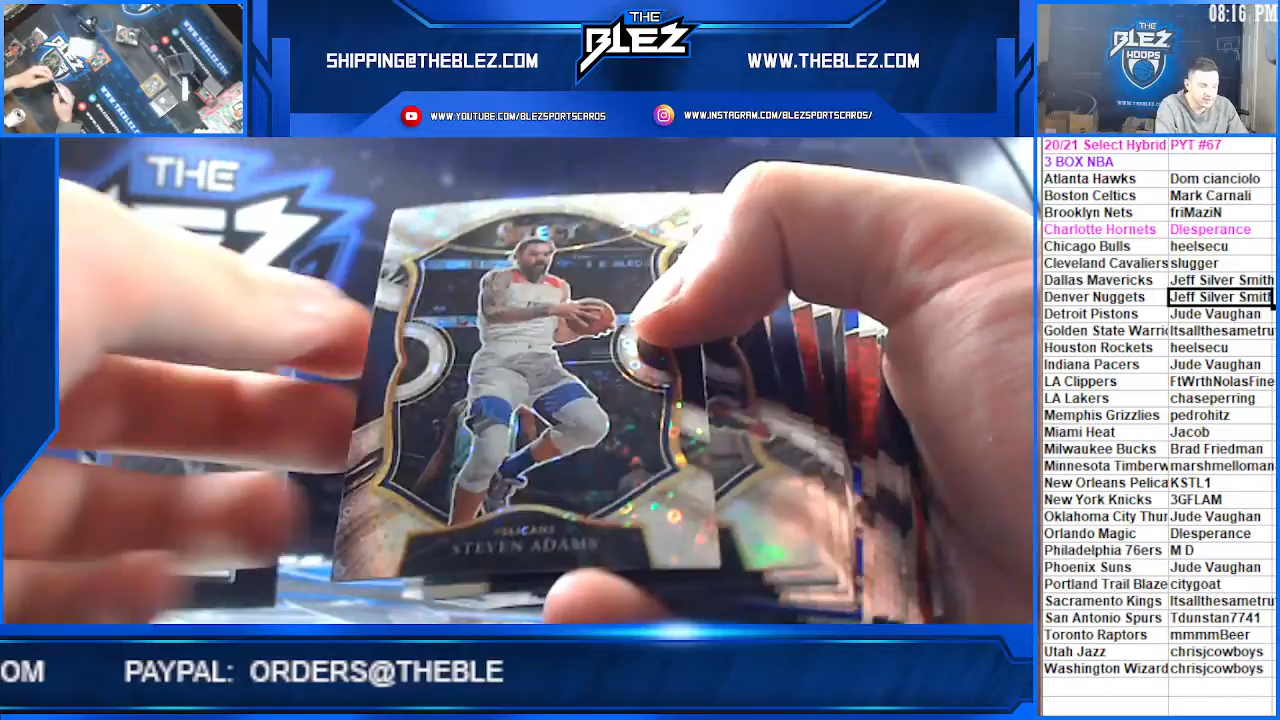 08:16 PM
THE
BLEZ
SHIPPING@THEBLEZ.COM
WWW.THEBLEZ.COM
WWW.YOUTUBE.COM/BLEZSPORTSCARDS
WWW.INSTAGRAM.COM/BLEZSPORTSCARDS/
THE
BLEZ
HOOPS
THE
SELECT
PELICANS
STEVEN ADAMS
20/21 Select Hybrid PYT #67
3 BOX NBA
Atlanta Hawks Dom cianciolo
Boston Celtics Mark Carnali
Brooklyn Nets friMaziN
Charlotte Hornets Dlesperance
Chicago Bulls heelsecu
Cleveland Cavaliers slugger
Dallas Mavericks Jeff Silver Smith
Denver Nuggets Jeff Silver Smith
Detroit Pistons Jude Vaughan
Golden State Warri Itsallthesametru
Houston Rockets heelsecu
Indiana Pacers Jude Vaughan
LA Clippers FtWrthNolasFine
LA Lakers chaseperring
Memphis Grizzlies pedrohitz
Miami Heat Jacob
Milwaukee Bucks Brad Friedman
Minnesota Timberw marshmelloman
New Orleans Pelica KSTL1
New York Knicks 3GFLAM
Oklahoma City Thur Jude Vaughan
Orlando Magic Dlesperance
Philadelphia 76ers M D
Phoenix Suns Jude Vaughan
Portland Trail Blaze citygoat
Sacramento Kings Itsallthesametru
San Antonio Spurs Tdunstan7741
Toronto Raptors mmmmBeer
Utah Jazz chrisjcowboys
Washington Wizard chrisjcowboys
OM PAYPAL: ORDERS@THEBLE